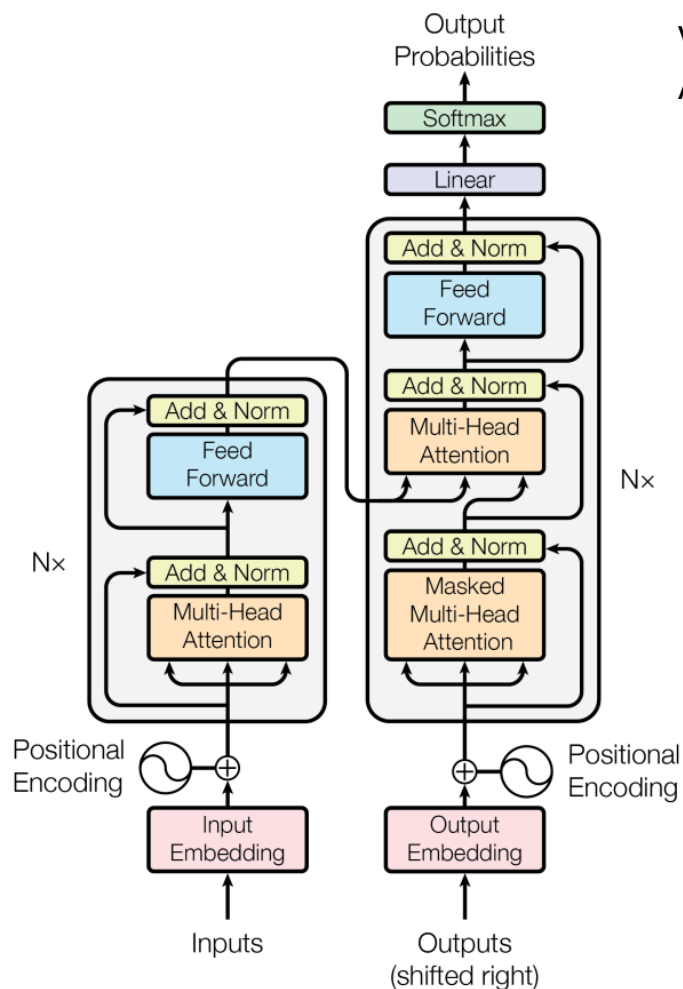 Output
Probabilities
Softmax
Linear
Add & Norm
Feed
Forward
Add & Norm
Multi-Head
Attention
Add & Norm
Masked
Multi-Head
Attention
N×
Add & Norm
Feed
Forward
Add & Norm
Multi-Head
Attention
N×
Positional
Encoding
Positional
Encoding
Input
Embedding
Output
Embedding
Inputs
Outputs
(shifted right)